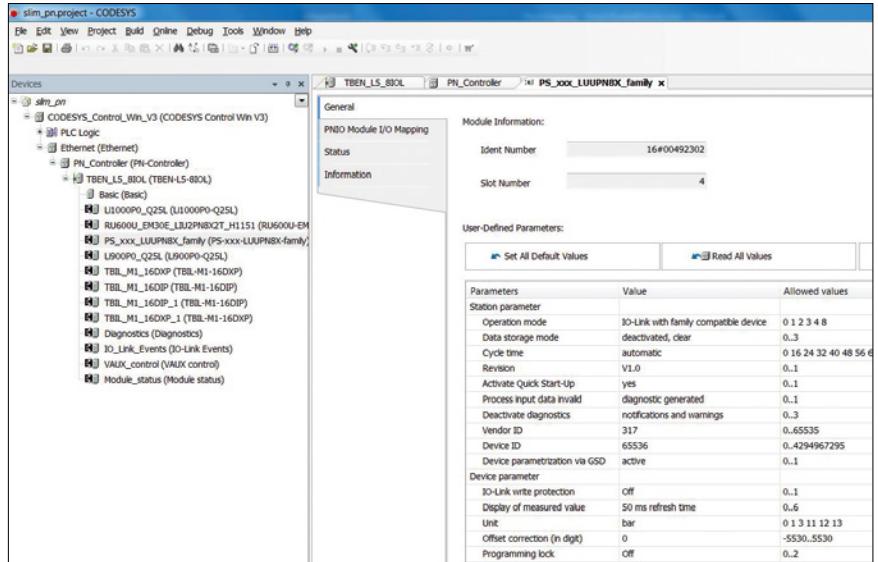 slim_pn.project - CODESYS
File Edit View Project Build Online Debug Tools Window Help
Devices
TBEN_L5_8IOL PN_Controller PS_xxx_LUUPN8X_family x
slim_pn
CODESYS_Control_Win_V3 (CODESYS Control Win V3)
PLC Logic
Ethernet (Ethernet)
PN_Controller (PN-Controller)
TBEN_L5_8IOL (TBEN-L5-8IOL)
Basic (Basic)
LI1000P0_Q25L (LI1000P0-Q25L)
RU600U_EM30E_LIU2PN8X2T_H1151 (RU600U-EM
PS_xxx_LUUPN8X_family (PS-xxx-LUUPN8X-family)
LI900P0_Q25L (LI900P0-Q25L)
TBIL_M1_16DXP (TBIL-M1-16DXP)
TBIL_M1_16DIP (TBIL-M1-16DIP)
TBIL_M1_16DIP_1 (TBIL-M1-16DIP)
TBIL_M1_16DXP_1 (TBIL-M1-16DXP)
Diagnostics (Diagnostics)
IO_Link_Events (IO-Link Events)
VAUX_control (VAUX control)
Module_status (Module status)
General
PNIO Module I/O Mapping
Status
Information
Module Information:
Ident Number 16#00492302
Slot Number 4
User-Defined Parameters:
Set All Default Values Read All Values
Parameters Value Allowed values
Station parameter
Operation mode IO-Link with family compatible device 0 1 2 3 4 8
Data storage mode deactivated, clear 0..3
Cycle time automatic 0 16 24 32 40 48 56 6
Revision V1.0 0..1
Activate Quick Start-Up yes 0..1
Process input data invalid diagnostic generated 0..1
Deactivate diagnostics notifications and warnings 0..3
Vendor ID 317 0..65535
Device ID 65536 0..4294967295
Device parametrization via GSD active 0..1
Device parameter
IO-Link write protection Off 0..1
Display of measured value 50 ms refresh time 0..6
Unit bar 0 1 3 11 12 13
Offset correction (in digit) 0 -5530..5530
Programming lock Off 0..2